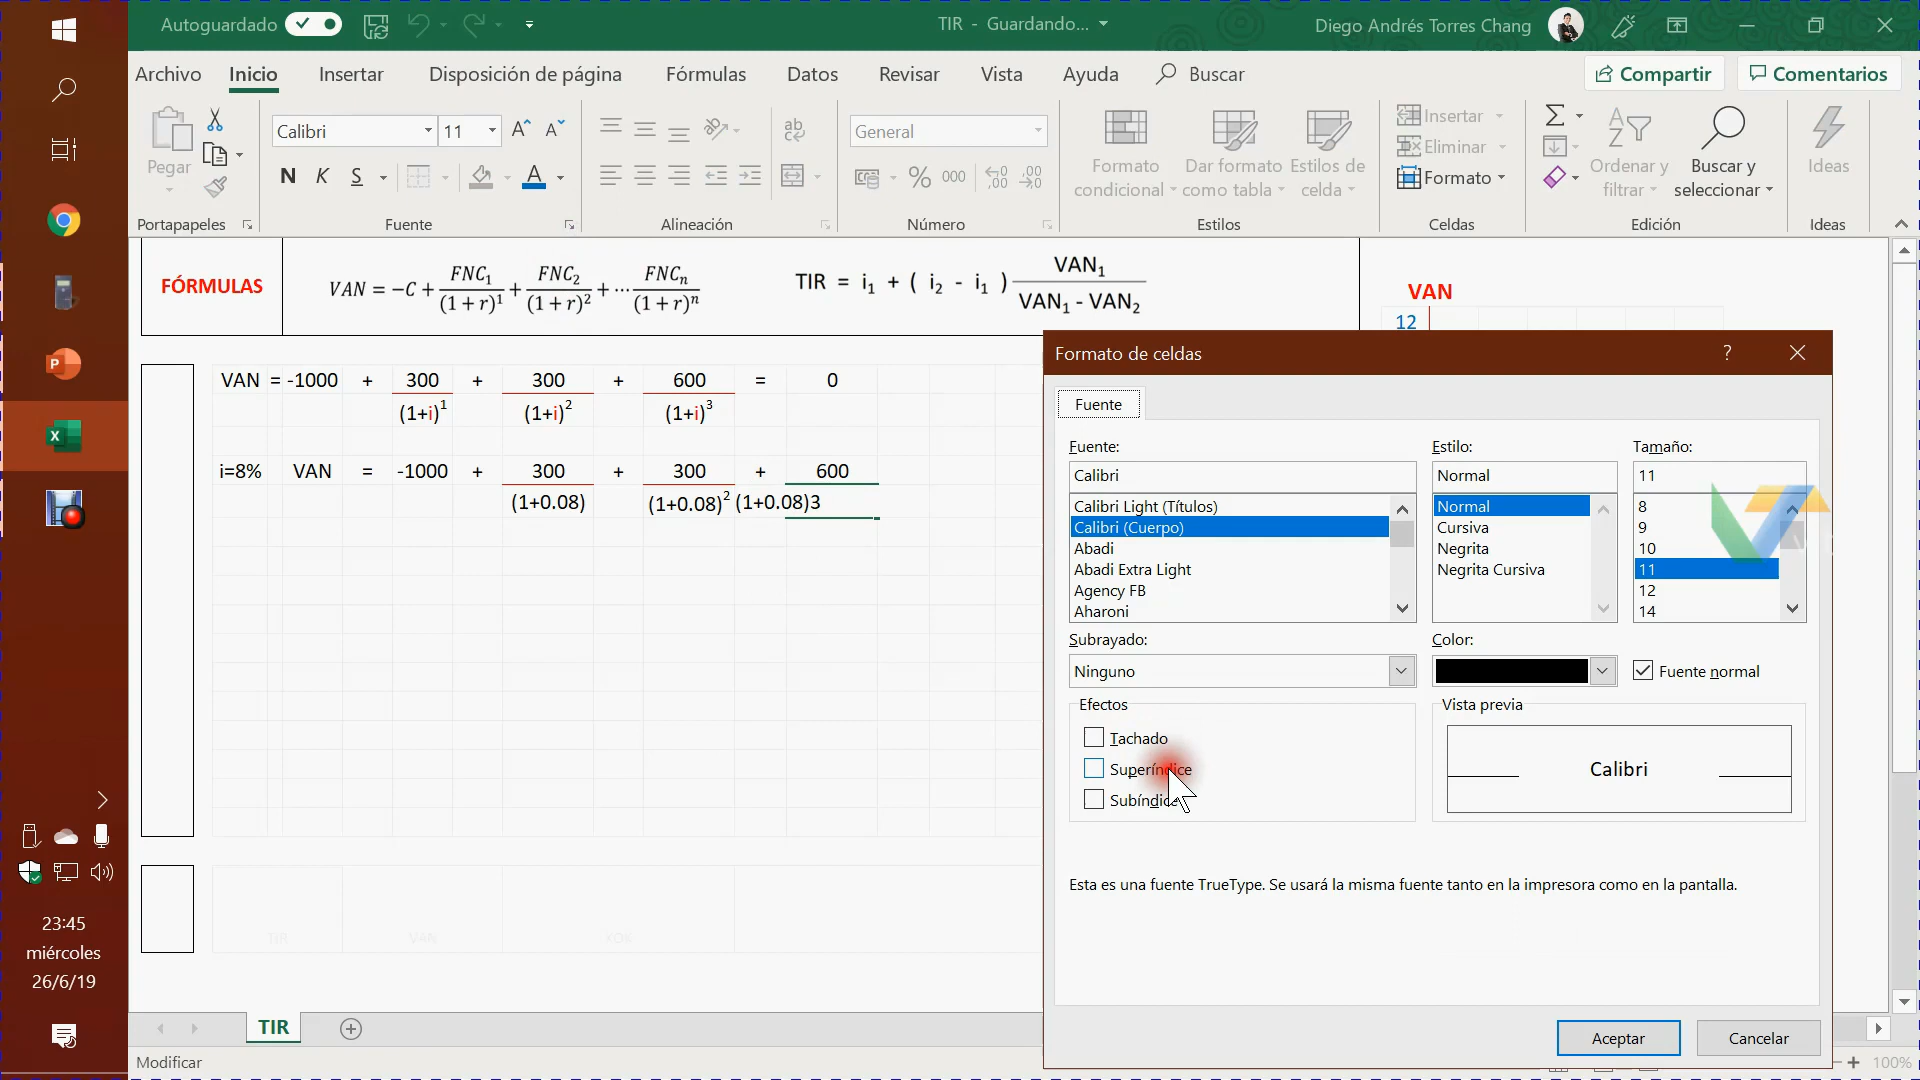 Autoguardado
TIR - Guardando...
Diego Andrés Torres Chang
Archivo Inicio Insertar Disposición de página Fórmulas Datos Revisar Vista Ayuda Buscar
Compartir Comentarios
Pegar
Portapapeles
Calibri 11
N K S
Fuente
Alineación
General
% 000
Número
Formato condicional
Dar formato como tabla
Estilos de celda
Estilos
Insertar
Eliminar
Formato
Celdas
Ordenar y filtrar
Buscar y seleccionar
Edición
Ideas
Ideas
FÓRMULAS
VAN = −C + FNC₁/(1 + r)¹ + FNC₂/(1 + r)² + ⋯ FNCₙ/(1 + r)ⁿ
TIR = i₁ + ( i₂ - i₁ ) VAN₁/VAN₁ - VAN₂
VAN
12
VAN = -1000 + 300 + 300 + 600 = 0
(1+i)¹ (1+i)² (1+i)³
i=8% VAN = -1000 + 300 + 300 + 600
(1+0.08) (1+0.08)² (1+0.08)3
TIR VAN
Formato de celdas
Fuente
Fuente:
Calibri
Calibri Light (Títulos)
Calibri (Cuerpo)
Abadi
Abadi Extra Light
Agency FB
Aharoni
Estilo:
Normal
Normal
Cursiva
Negrita
Negrita Cursiva
Tamaño:
11
8
9
10
11
12
14
Subrayado:
Ninguno
Color:
Fuente normal
Efectos
Tachado
Superíndice
Subíndice
Vista previa
Calibri
Esta es una fuente TrueType. Se usará la misma fuente tanto en la impresora como en la pantalla.
Aceptar Cancelar
23:45
miércoles
26/6/19
TIR
Modificar
100%